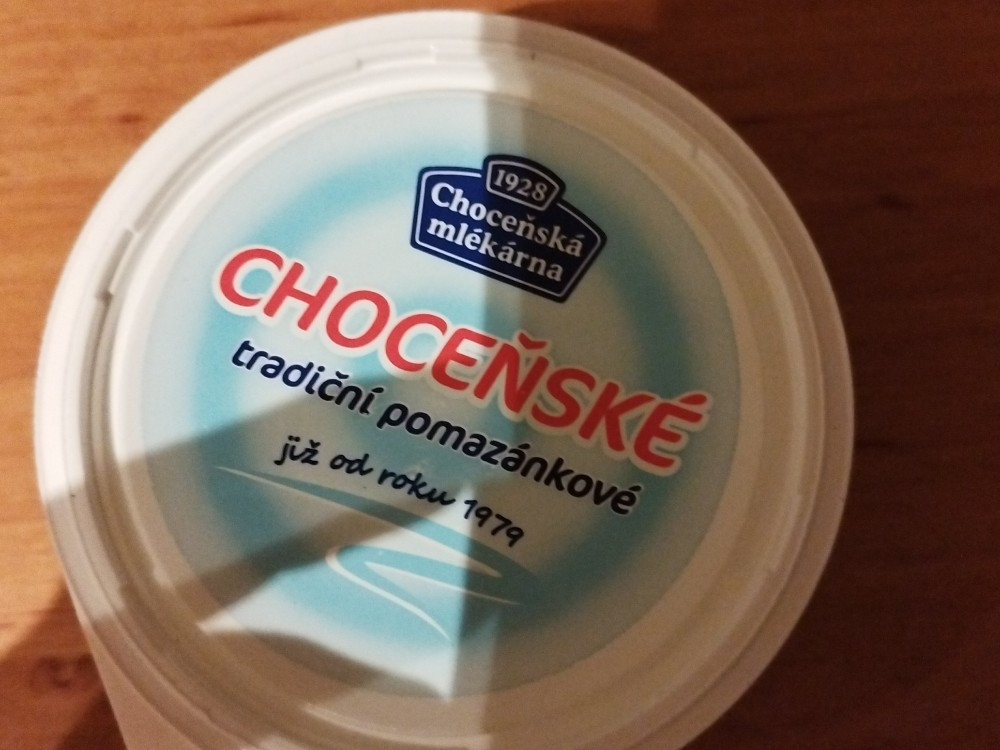 1928
Choceňská
mlékárna
CHOCEŇSKÉ
tradiční pomazánkové
již od roku 1979